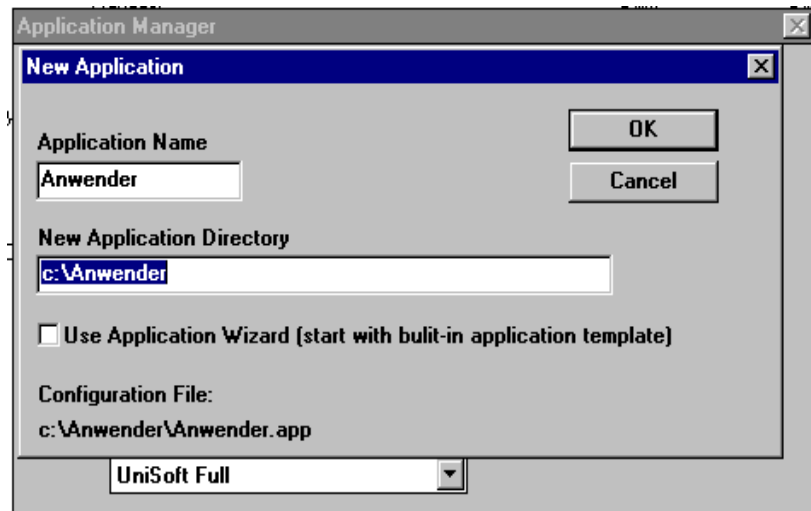 Application Manager
New Application
OK
Application Name
Anwender
Cancel
New Application Directory
c:\Anwender
Use Application Wizard (start with bulit-in application template)
Configuration File:
c:\Anwender\Anwender.app
UniSoft Full